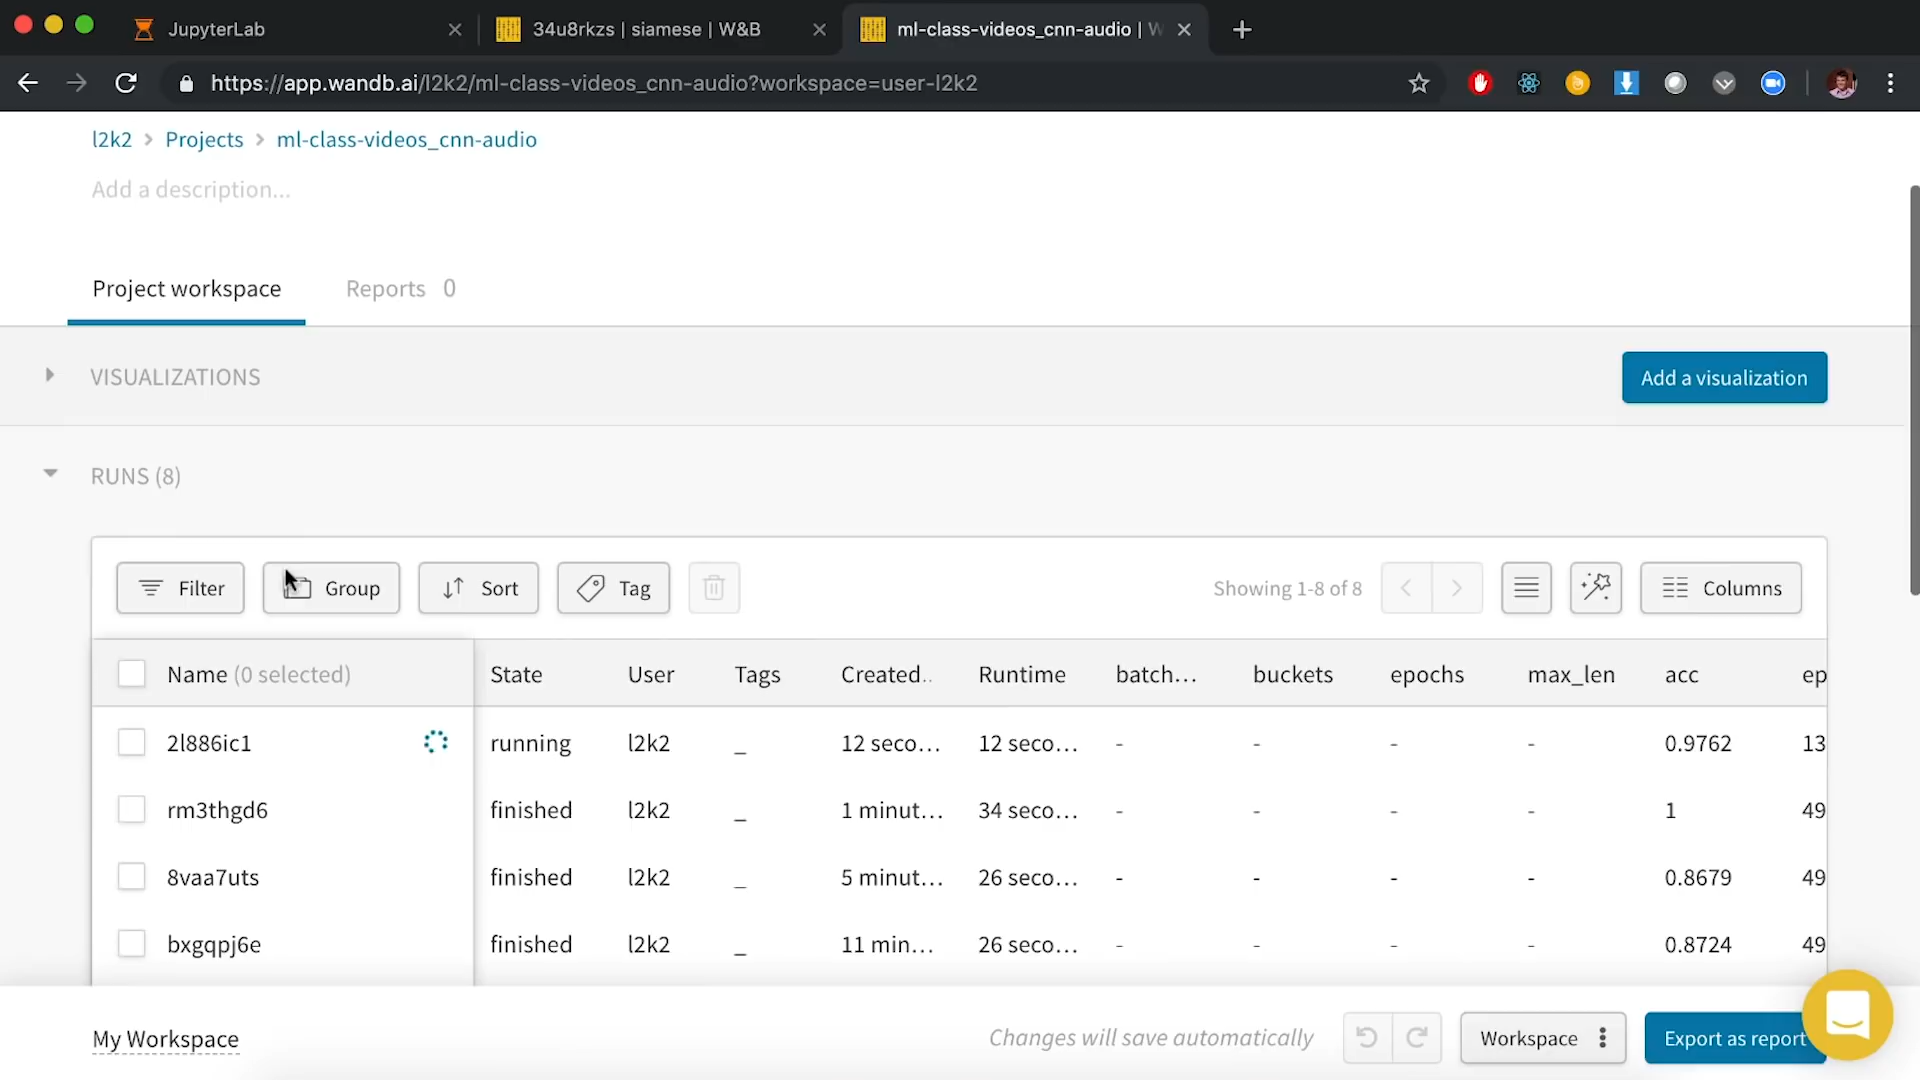 JupyterLab
34u8rkzs | siamese | W&B
ml-class-videos_cnn-audio | W
https://app.wandb.ai/l2k2/ml-class-videos_cnn-audio?workspace=user-l2k2
l2k2 > Projects > ml-class-videos_cnn-audio
Add a description...
Project workspace
Reports 0
VISUALIZATIONS
Add a visualization
RUNS (8)
Filter Group Sort Tag Showing 1-8 of 8 Columns
Name (0 selected) State User Tags Created.. Runtime batch... buckets epochs max_len acc ep
2l886ic1 running l2k2 _ 12 seco... 12 seco... - - - - 0.9762 13
rm3thgd6 finished l2k2 _ 1 minut... 34 seco... - - - - 1 49
8vaa7uts finished l2k2 _ 5 minut... 26 seco... - - - - 0.8679 49
bxgqpj6e finished l2k2 _ 11 min... 26 seco... - - - - 0.8724 49
My Workspace
Changes will save automatically
Workspace
Export as report